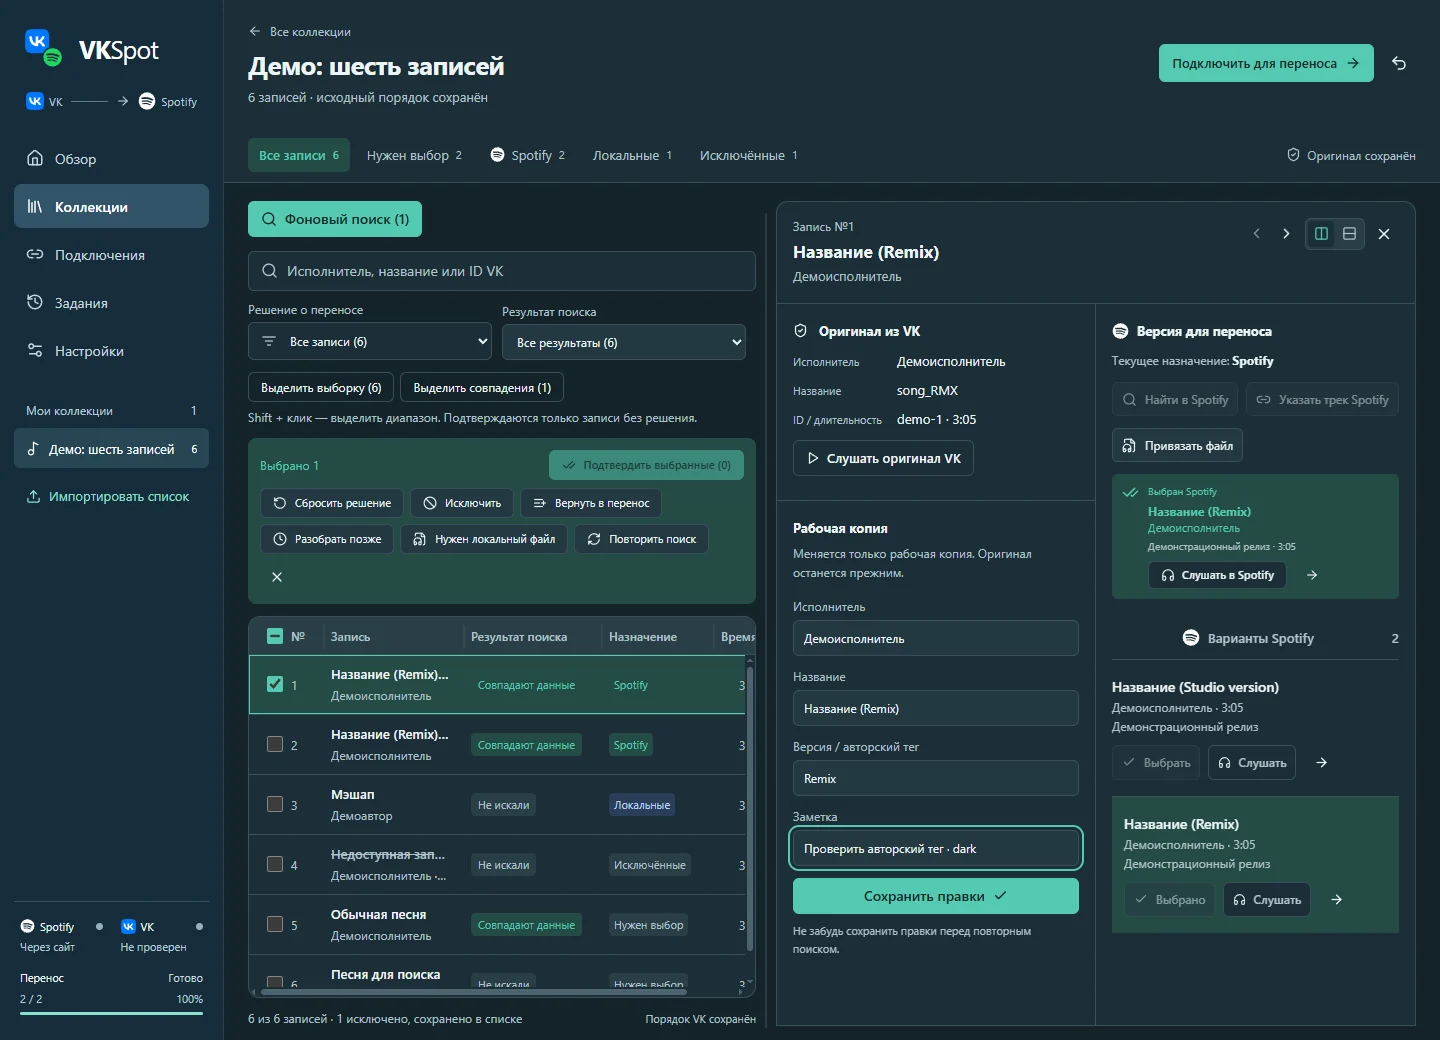 VKSpot
VK
Spotify
Обзор
Коллекции
Подключения
Задания
Настройки
Мои коллекции 1
Демо: шесть записей 6
Импортировать список
Spotify
VK
Через сайт
Не проверен
Перенос Готово
2 / 2 100%
Все коллекции
Демо: шесть записей
6 записей · исходный порядок сохранён
Подключить для переноса
Все записи 6
Нужен выбор 2
Spotify 2
Локальные 1
Исключённые 1
Оригинал сохранён
Фоновый поиск (1)
Исполнитель, название или ID VK
Решение о переносе
Результат поиска
Все записи (6)
Все результаты (6)
Выделить выборку (6)
Выделить совпадения (1)
Shift + клик — выделить диапазон. Подтверждаются только записи без решения.
Выбрано 1
Подтвердить выбранные (0)
Сбросить решение
Исключить
Вернуть в перенос
Разобрать позже
Нужен локальный файл
Повторить поиск
№ Запись Результат поиска Назначение Время
1 Название (Remix)... Совпадают данные Spotify 3
Демоисполнитель
2 Название (Remix)... Совпадают данные Spotify 3
Демоисполнитель
3 Мэшап Не искали Локальные 3
Демоавтор
4 Недоступная зап... Не искали Исключённые 3
Демоисполнитель ·...
5 Обычная песня Совпадают данные Нужен выбор 3
Демоисполнитель
6 Песня для поиска Не искали Нужен выбор 3
6 из 6 записей · 1 исключено, сохранено в списке
Порядок VK сохранён
Запись №1
Название (Remix)
Демоисполнитель
Оригинал из VK
Исполнитель Демоисполнитель
Название song_RMX
ID / длительность demo-1 · 3:05
Слушать оригинал VK
Рабочая копия
Меняется только рабочая копия. Оригинал
останется прежним.
Исполнитель
Демоисполнитель
Название
Название (Remix)
Версия / авторский тег
Remix
Заметка
Проверить авторский тег · dark
Сохранить правки
Не забудь сохранить правки перед повторным
поиском.
Версия для переноса
Текущее назначение: Spotify
Найти в Spotify
Указать трек Spotify
Привязать файл
Выбран Spotify
Название (Remix)
Демоисполнитель
Демонстрационный релиз · 3:05
Слушать в Spotify
Варианты Spotify 2
Название (Studio version)
Демоисполнитель · 3:05
Демонстрационный релиз
Выбрать
Слушать
Название (Remix)
Демоисполнитель · 3:05
Демонстрационный релиз
Выбрано
Слушать